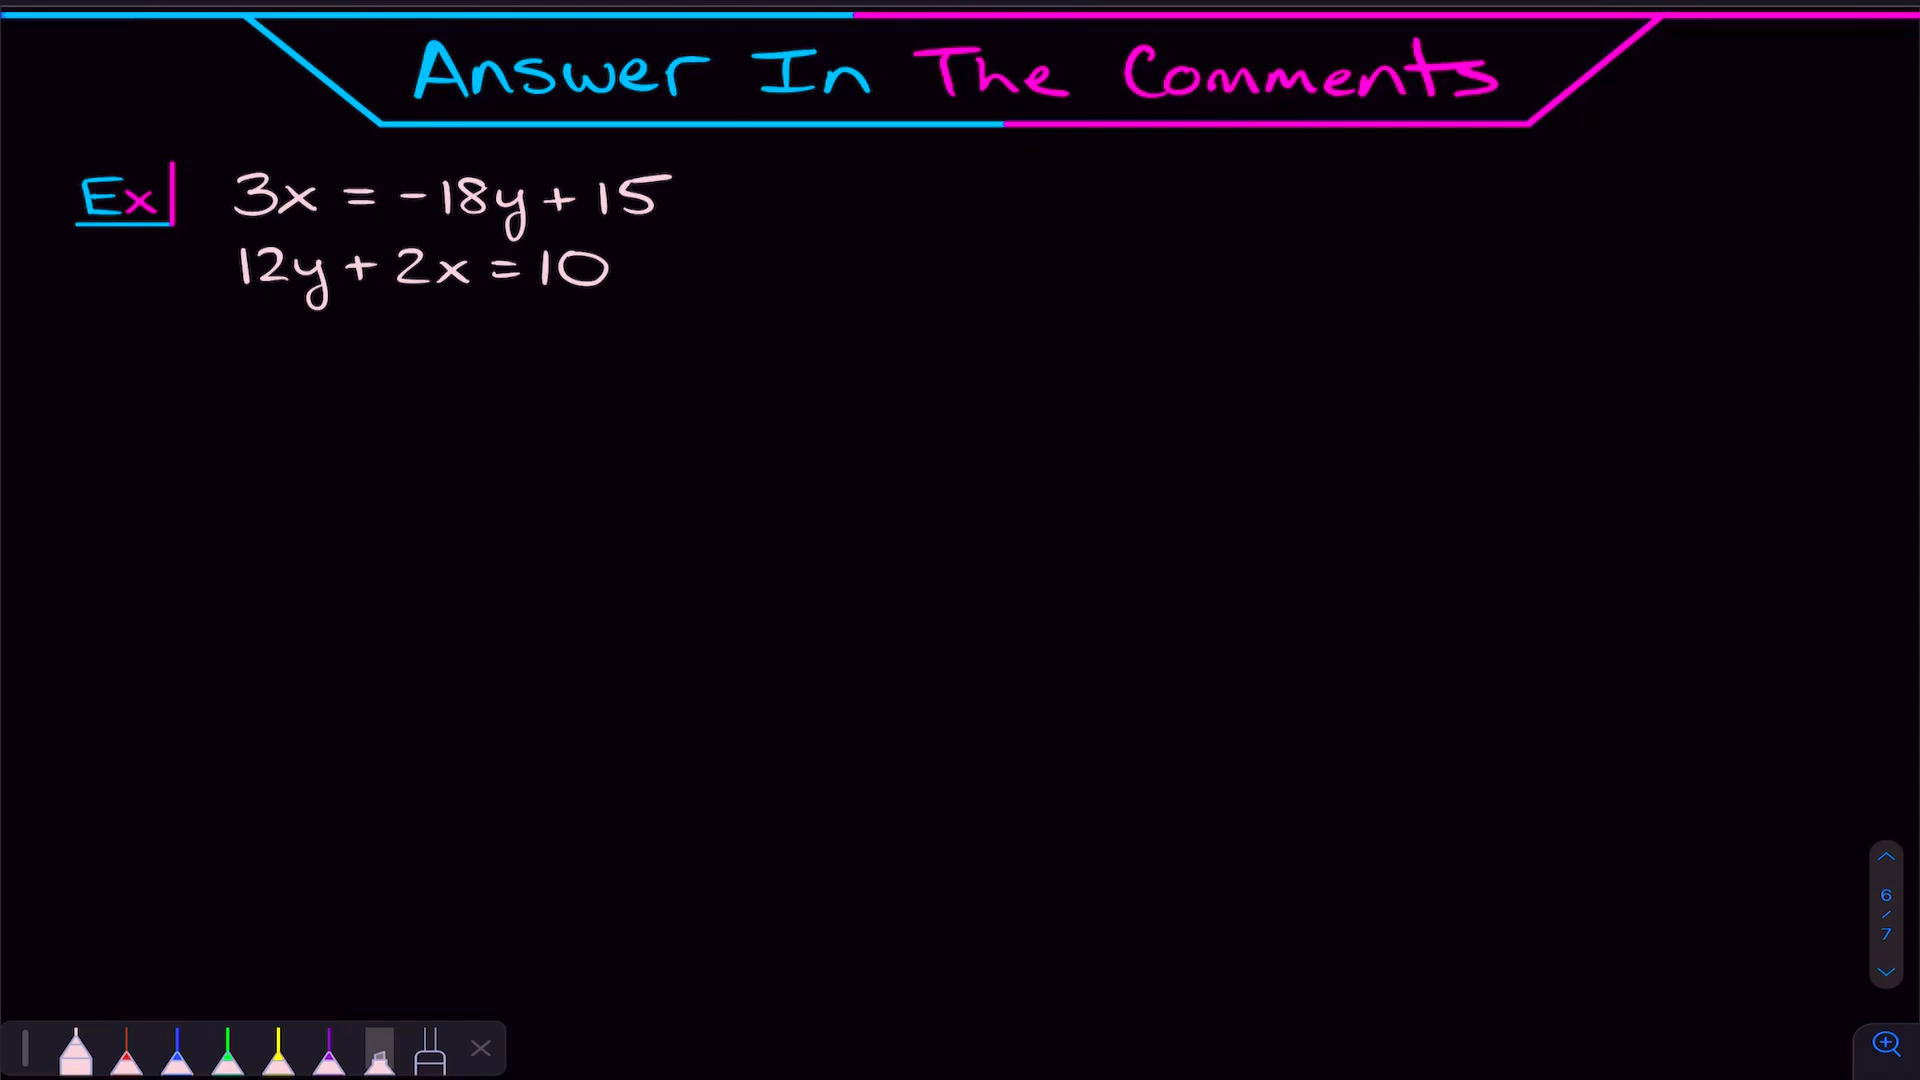 Answer In The Comments
Ex 3x = -18y + 15
12y + 2x = 10
6
/
7